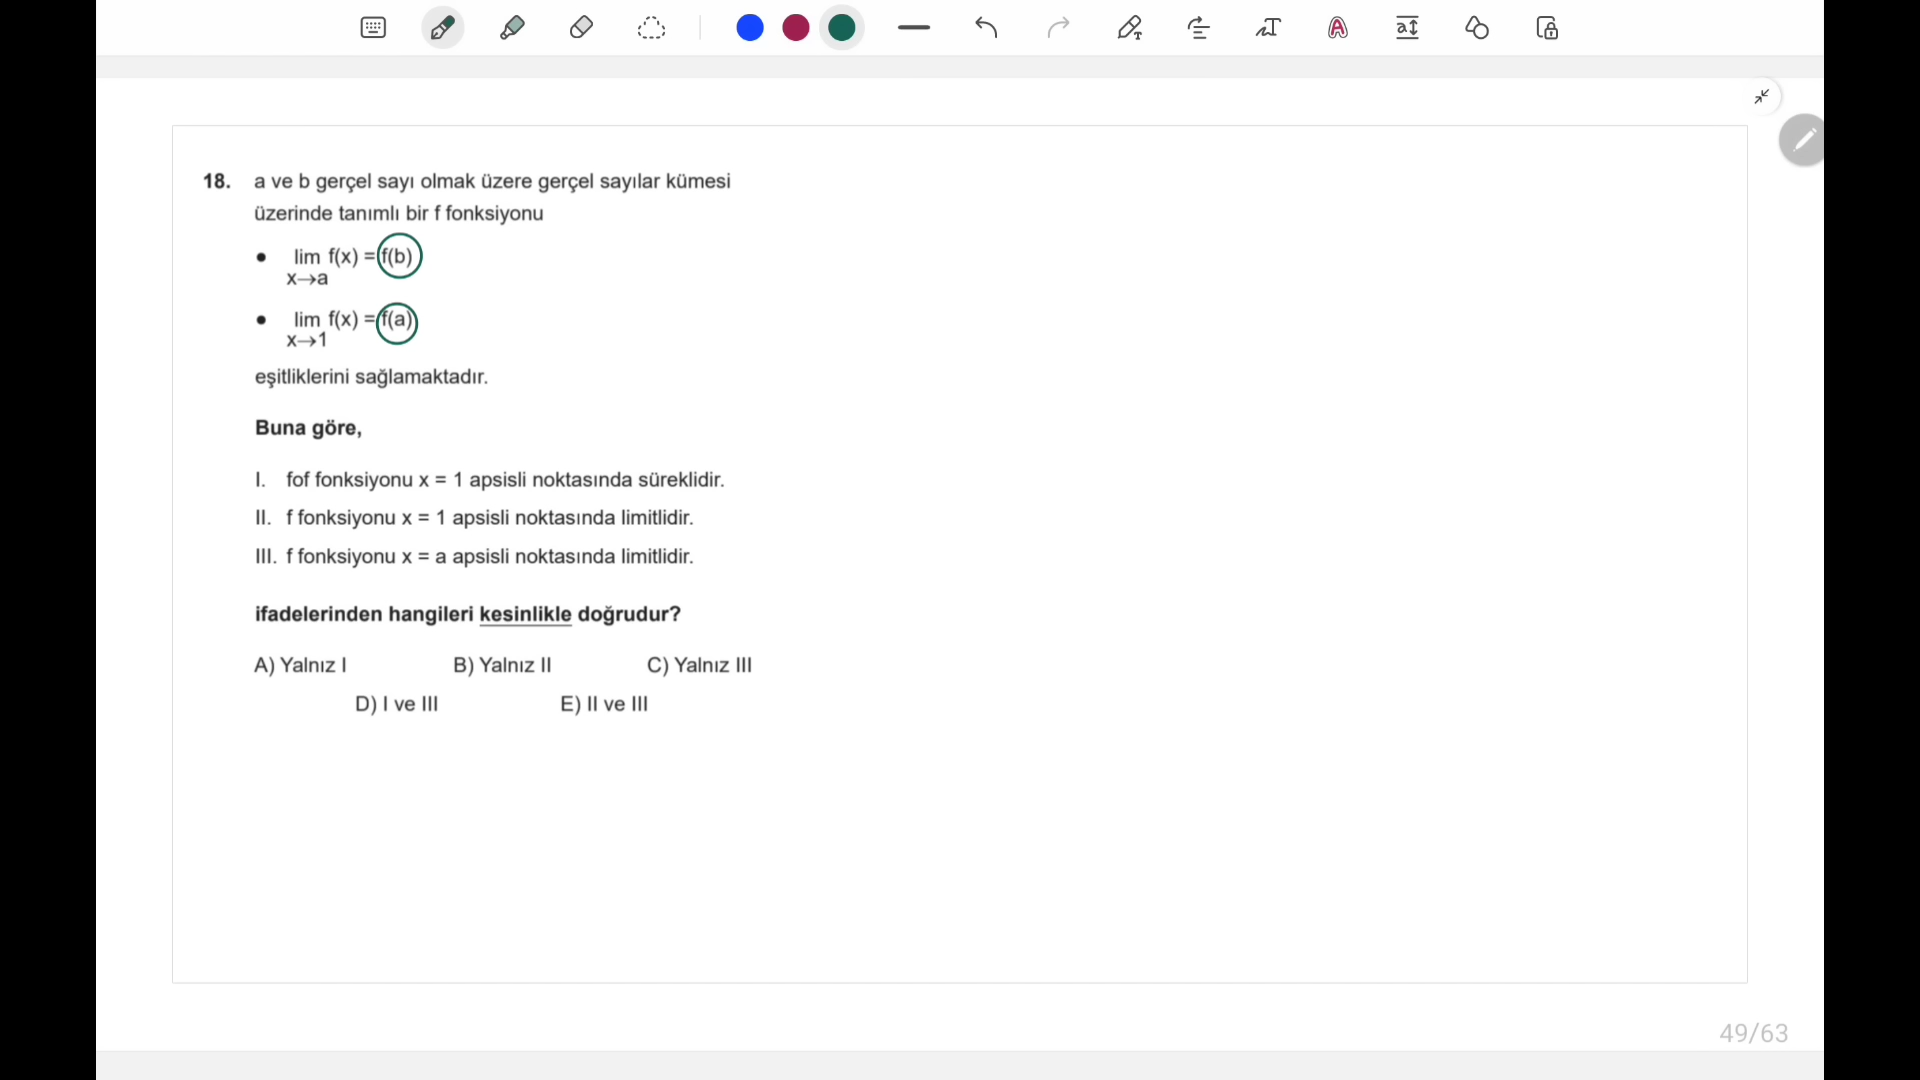 18. a ve b gerçel sayı olmak üzere gerçel sayılar kümesi
üzerinde tanımlı bir f fonksiyonu
● lim f(x) = f(b)
x→a
● lim f(x) = f(a)
x→1
eşitliklerini sağlamaktadır.
Buna göre,
I. fof fonksiyonu x = 1 apsisli noktasında süreklidir.
II. f fonksiyonu x = 1 apsisli noktasında limitlidir.
III. f fonksiyonu x = a apsisli noktasında limitlidir.
ifadelerinden hangileri kesinlikle doğrudur?
A) Yalnız I B) Yalnız II C) Yalnız III
D) I ve III E) II ve III
49/63